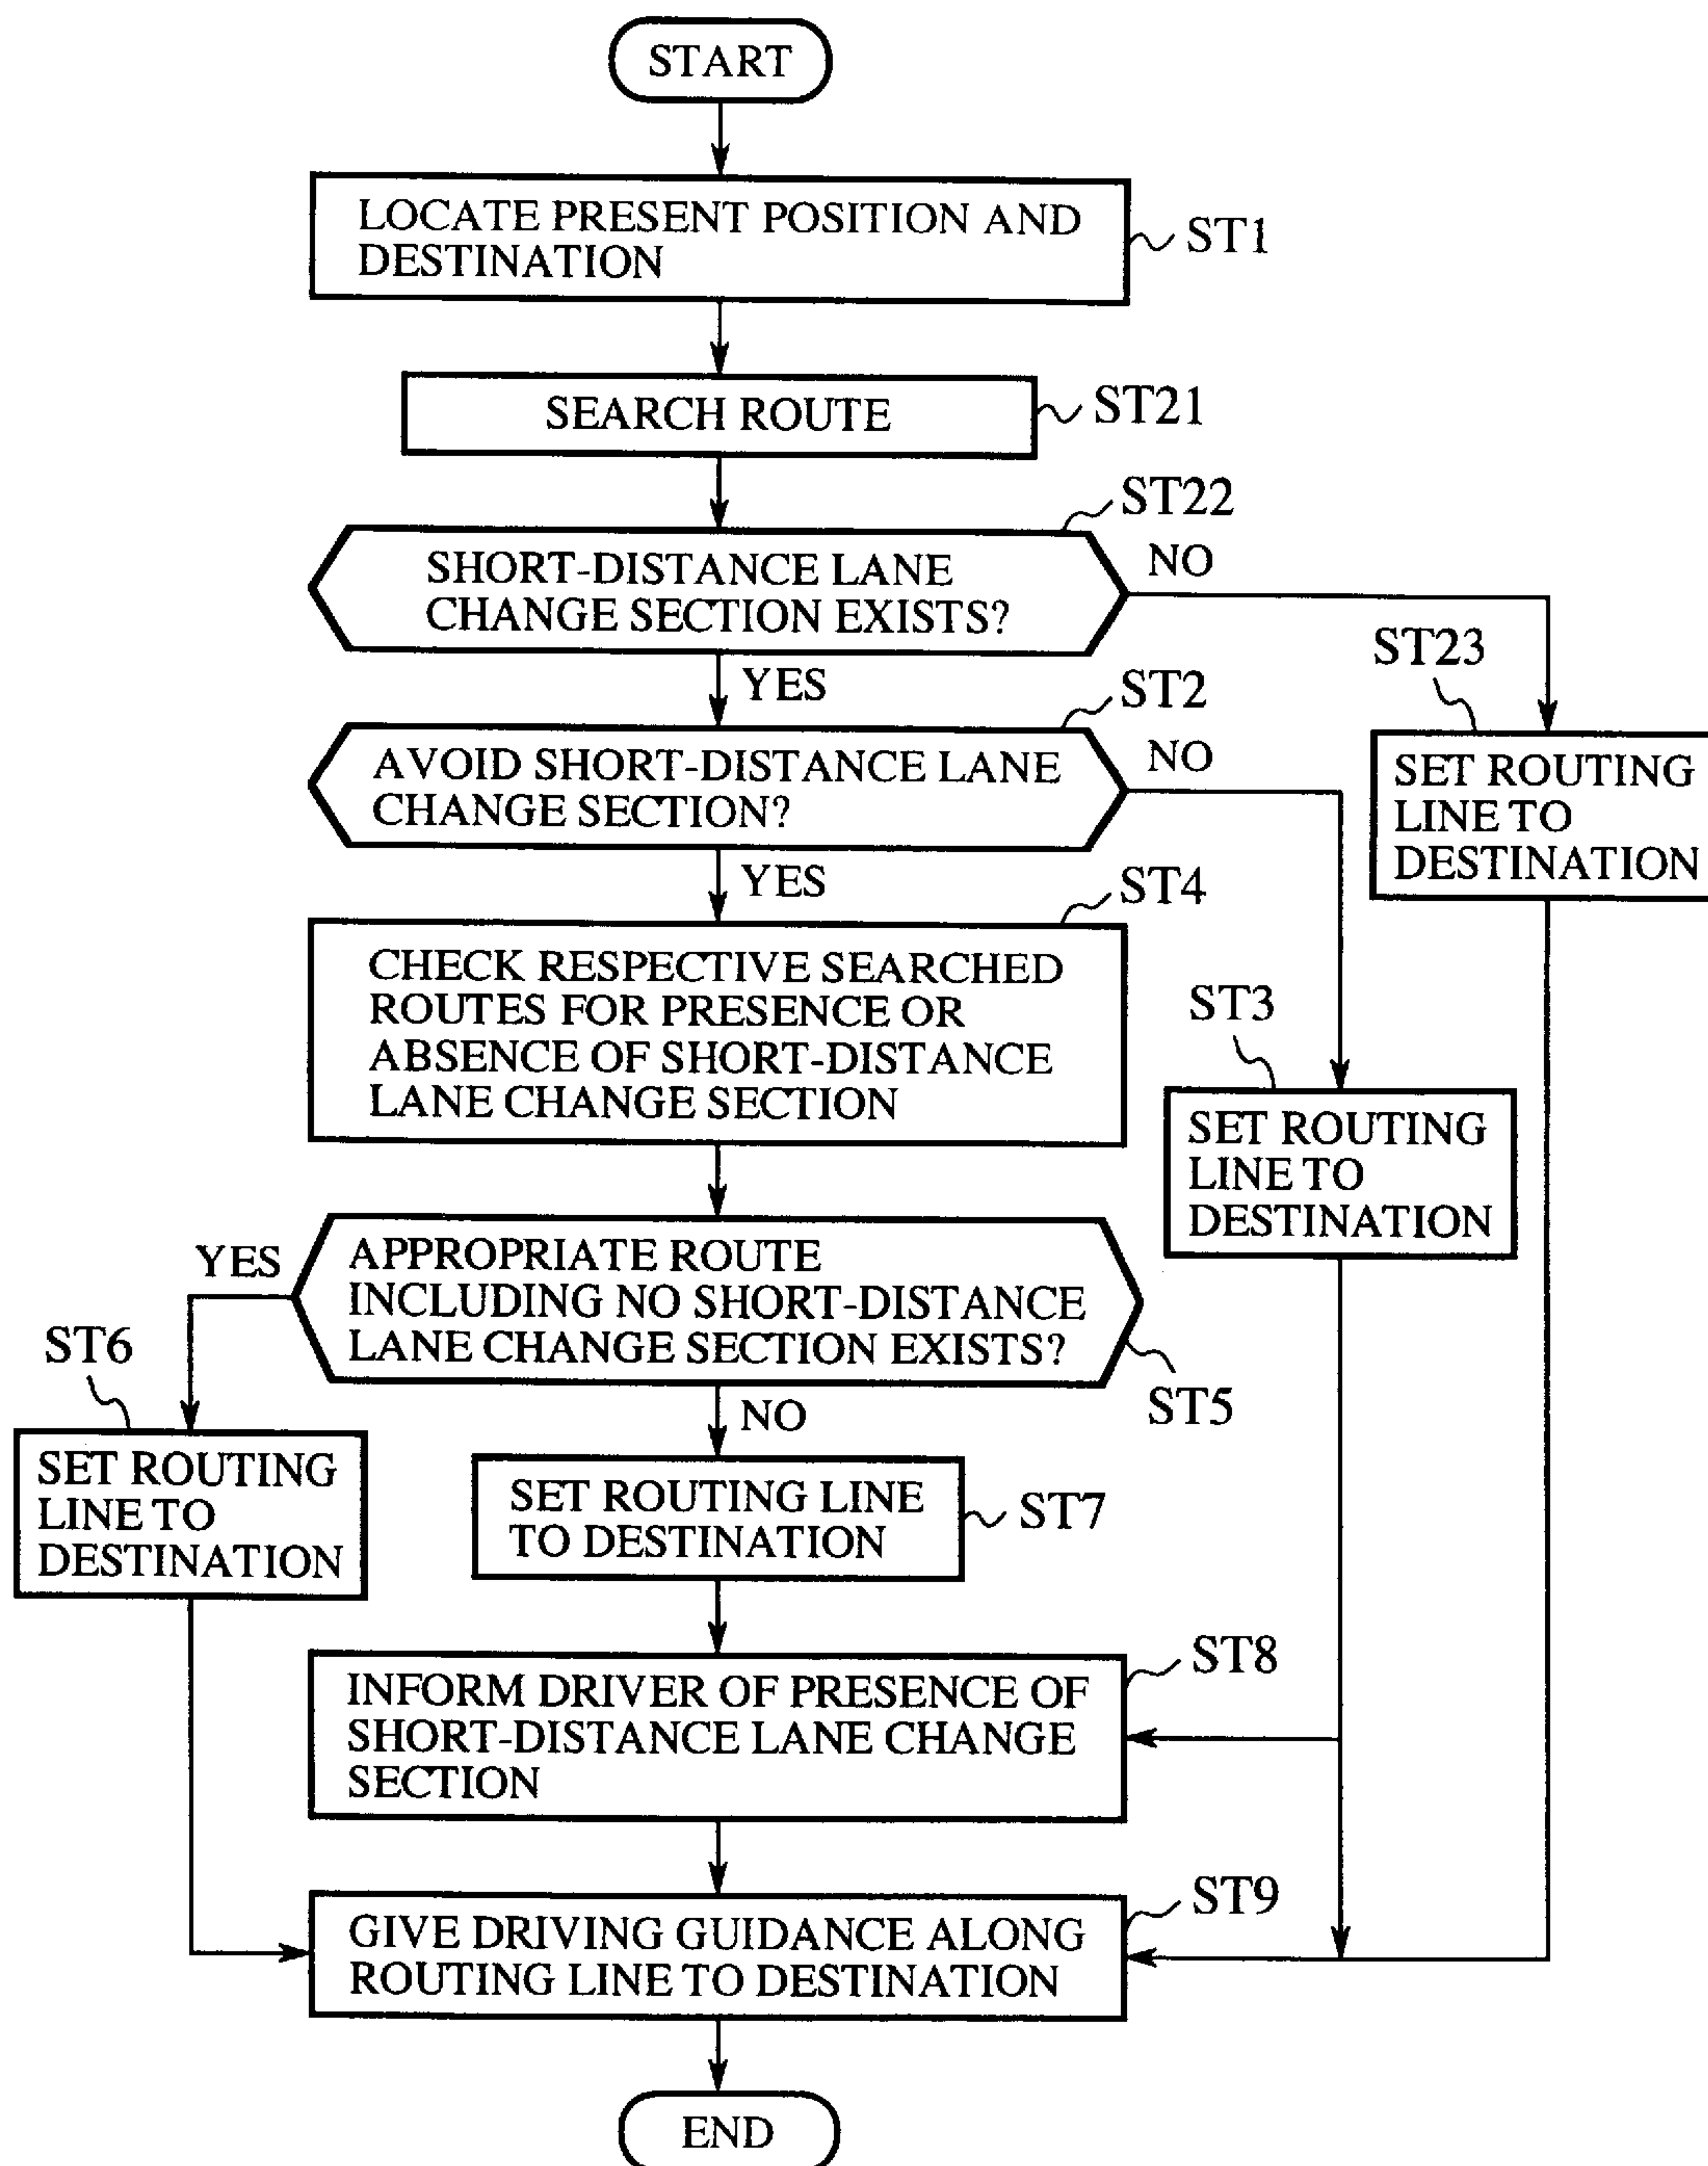 START
LOCATE PRESENT POSITION AND
DESTINATION
ST1
SEARCH ROUTE
ST21
ST22
SHORT-DISTANCE LANE
CHANGE SECTION EXISTS?
NO
YES
ST23
SET ROUTING
LINE TO
DESTINATION
ST2
AVOID SHORT-DISTANCE LANE
CHANGE SECTION?
NO
YES
ST4
CHECK RESPECTIVE SEARCHED
ROUTES FOR PRESENCE OR
ABSENCE OF SHORT-DISTANCE
LANE CHANGE SECTION
ST3
SET ROUTING
LINE TO
DESTINATION
YES
APPROPRIATE ROUTE
INCLUDING NO SHORT-DISTANCE
LANE CHANGE SECTION EXISTS?
ST5
NO
ST6
SET ROUTING
LINE TO
DESTINATION
SET ROUTING LINE
TO DESTINATION
ST7
ST8
INFORM DRIVER OF PRESENCE OF
SHORT-DISTANCE LANE CHANGE
SECTION
ST9
GIVE DRIVING GUIDANCE ALONG
ROUTING LINE TO DESTINATION
END